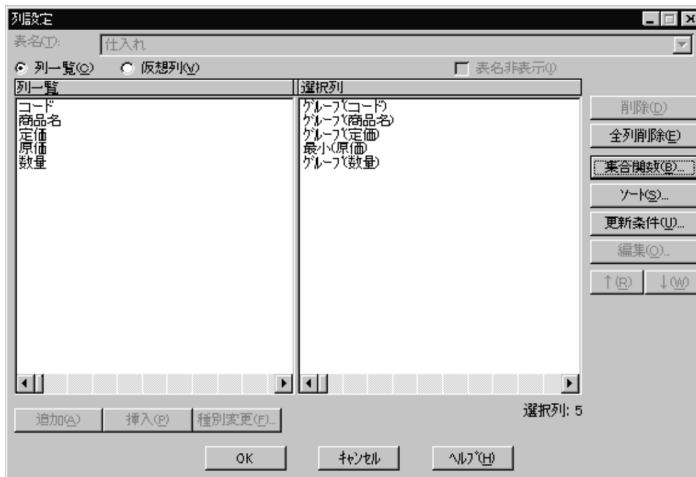 列設定
表名(T):
仕入れ
列一覧(C)
仮想列(V)
表名非表示(I)
列一覧
選択列
コード
商品名
定価
原価
数量
ｸﾞﾙｰﾌﾟ(コード)
ｸﾞﾙｰﾌﾟ(商品名)
ｸﾞﾙｰﾌﾟ(定価)
最小(原価)
ｸﾞﾙｰﾌﾟ(数量)
削除(D)
全列削除(E)
集合関数(B)...
ソート(S)...
更新条件(U)...
編集(O)...
↑(R)
↓(W)
選択列: 5
追加(A)
挿入(P)
種別変更(F)...
OK
ｷｬﾝｾﾙ
ﾍﾙﾌﾟ(H)